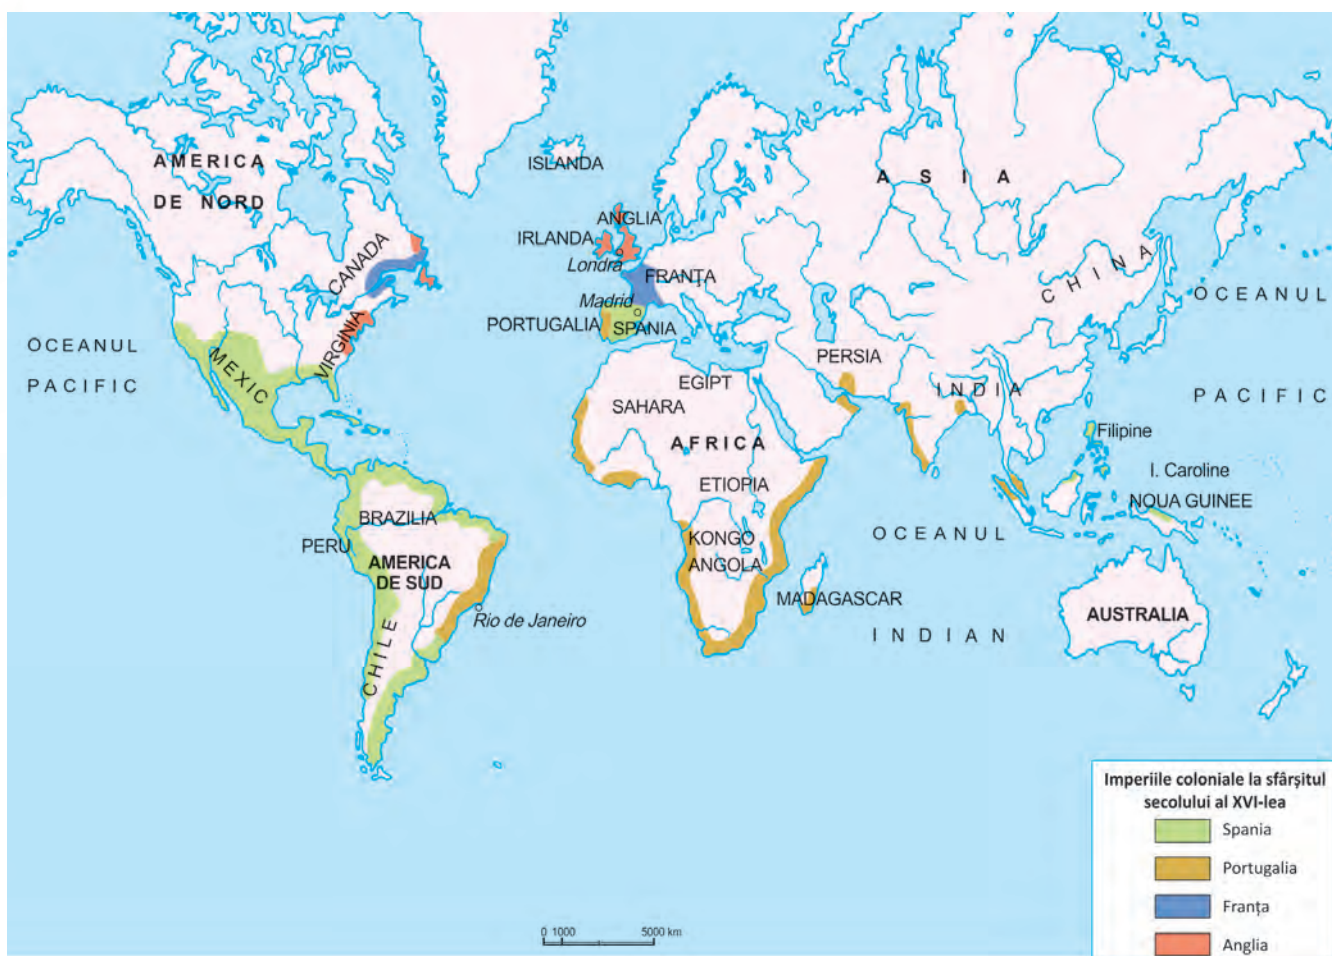 AMERICA
DE NORD
ISLANDA
ASIA
ANGLIA
IRLANDA
Londra
CANADA
FRANȚA
CHINA
OCEANUL
PACIFIC
Madrid
PORTUGALIA
SPANIA
VIRGINIA
OCEANUL
PACIFIC
MEXIC
PERSIA
EGIPT
INDIA
SAHARA
AFRICA
Filipine
I. Caroline
ETIOPIA
NOUA GUINEE
BRAZILIA
PERU
KONGO
ANGOLA
OCEANUL
INDIAN
AMERICA
DE SUD
MADAGASCAR
AUSTRALIA
Rio de Janeiro
CHILE
Imperiile coloniale la sfârșitul
secolului al XVI-lea
Spania
Portugalia
Franța
Anglia
0 1000 5000 km